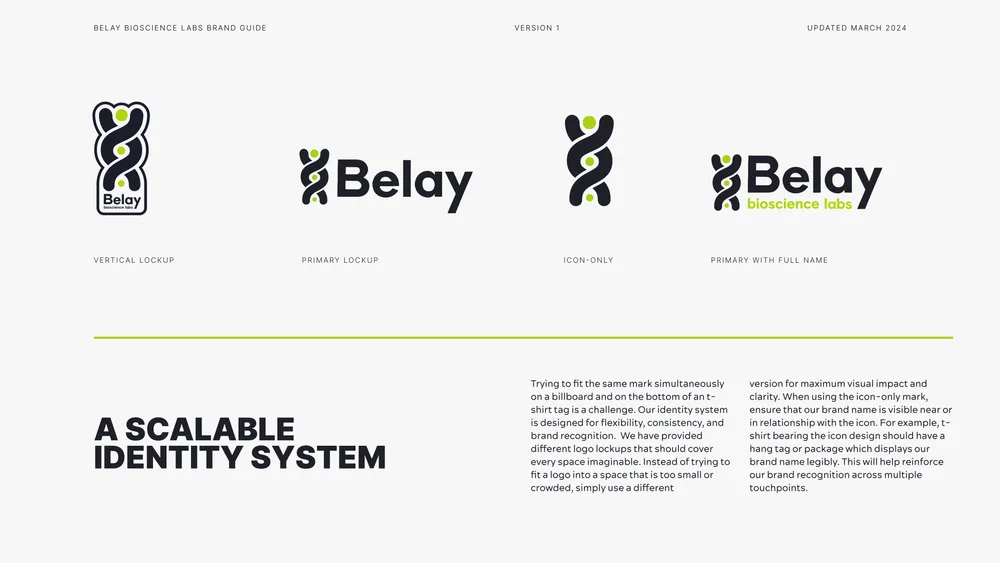 BELAY BIOSCIENCE LABS BRAND GUIDE
VERSION 1
UPDATED MARCH 2024
Belay
bioscience labs
Belay
Belay
bioscience labs
VERTICAL LOCKUP
PRIMARY LOCKUP
ICON-ONLY
PRIMARY WITH FULL NAME
A SCALABLE
IDENTITY SYSTEM
Trying to fit the same mark simultaneously
on a billboard and on the bottom of an t-
shirt tag is a challenge. Our identity system
is designed for flexibility, consistency, and
brand recognition.  We have provided
different logo lockups that should cover
every space imaginable. Instead of trying to
fit a logo into a space that is too small or
crowded, simply use a different
version for maximum visual impact and
clarity. When using the icon-only mark,
ensure that our brand name is visible near or
in relationship with the icon. For example, t-
shirt bearing the icon design should have a
hang tag or package which displays our
brand name legibly. This will help reinforce
our brand recognition across multiple
touchpoints.